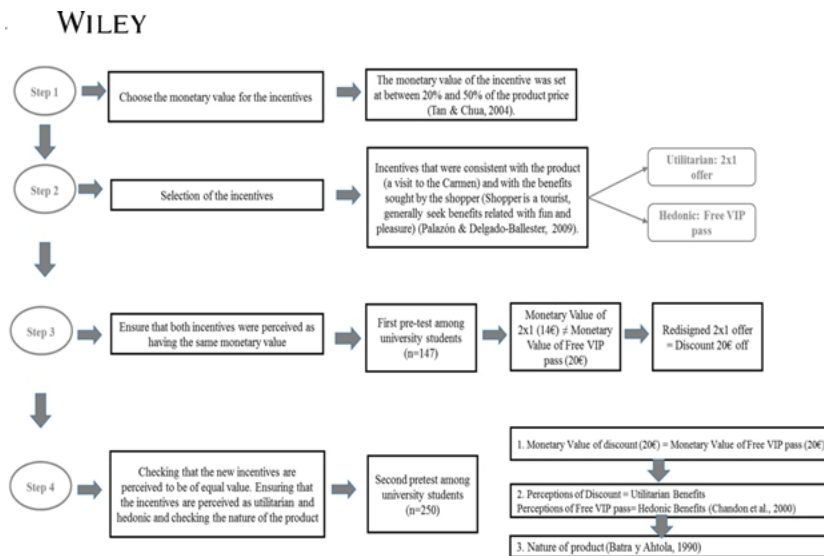 WILEY
Step 1
Choose the monetary value for the incentives
The monetary value of the incentive was set
at between 20% and 50% of the product price
(Tan & Chua, 2004).
Step 2
Selection of the incentives
Incentives that were consistent with the product
(a visit to the Carmen) and with the benefits
sought by the shopper (Shopper is a tourist,
generally seek benefits related with fun and
pleasure) (Palazón & Delgado-Ballester, 2009).
Utilitarian: 2x1
offer
Hedonic: Free VIP
pass
Step 3
Ensure that both incentives were perceived as
having the same monetary value
First pre-test among
university students
(n=147)
Monetary Value of
2x1 (14€) ≠ Monetary
Value of Free VIP
pass (20€)
Redisigned 2x1 offer
= Discount 20€ off
Step 4
Checking that the new incentives are
perceived to be of equal value. Ensuring that
the incentives are perceived as utilitarian and
hedonic and checking the nature of the product
Second pretest among
university students
(n=250)
1. Monetary Value of discount (20€) = Monetary Value of Free VIP pass (20€)
2. Perceptions of Discount = Utilitarian Benefits
Perceptions of Free VIP pass= Hedonic Benefits (Chandon et al., 2000)
3. Nature of product (Batra y Ahtola, 1990)